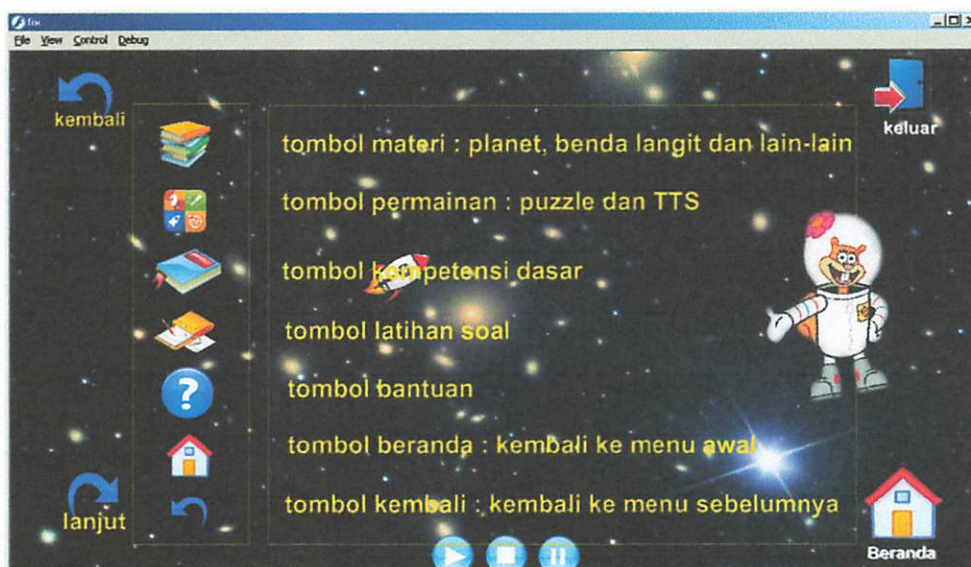 File View Control Debug
kembali
keluar
tombol materi : planet, benda langit dan lain-lain
tombol permainan : puzzle dan TTS
tombol kompetensi dasar
tombol latihan soal
tombol bantuan
tombol beranda : kembali ke menu awal
tombol kembali : kembali ke menu sebelumnya
lanjut
Beranda